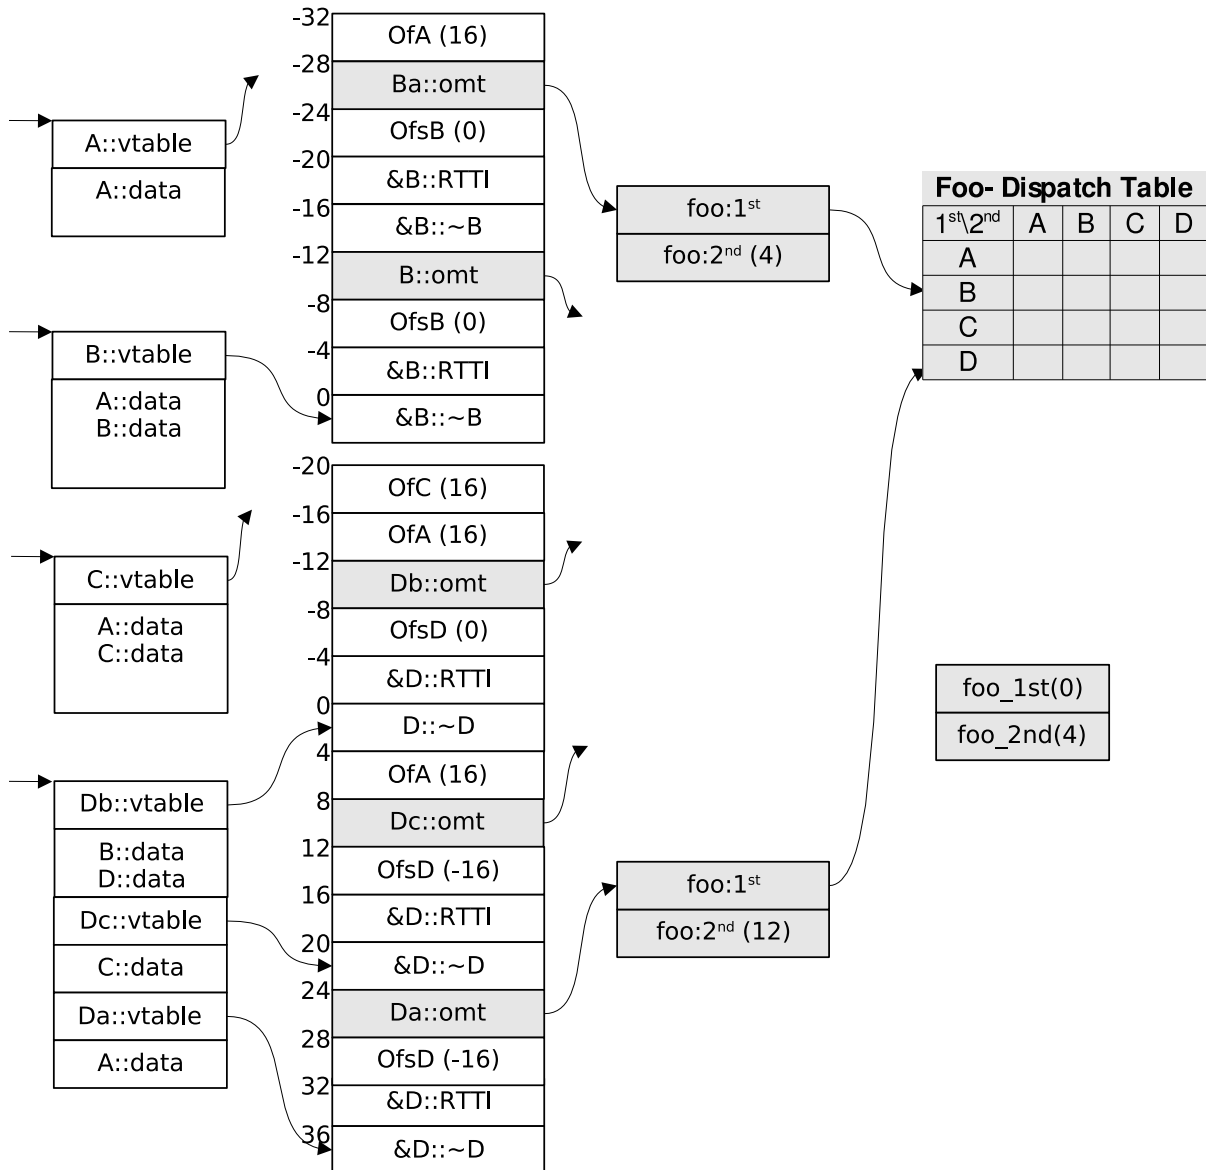 A::vtable
A::data
B::vtable
A::data
B::data
C::vtable
A::data
C::data
Db::vtable
B::data
D::data
Dc::vtable
C::data
Da::vtable
A::data
-32
OfA (16)
-28
Ba::omt
-24
OfsB (0)
-20
&B::RTTI
-16
&B::~B
-12
B::omt
-8
OfsB (0)
-4
&B::RTTI
0
&B::~B
-20
OfC (16)
-16
OfA (16)
-12
Db::omt
-8
OfsD (0)
-4
&D::RTTI
0
D::~D
4
OfA (16)
8
Dc::omt
12
OfsD (-16)
16
&D::RTTI
20
&D::~D
24
Da::omt
28
OfsD (-16)
32
&D::RTTI
36
&D::~D
foo:1st
foo:2nd (4)
foo:1st
foo:2nd (12)
Foo- Dispatch Table
1st\2nd A B C D
A
B
C
D
foo_1st(0)
foo_2nd(4)